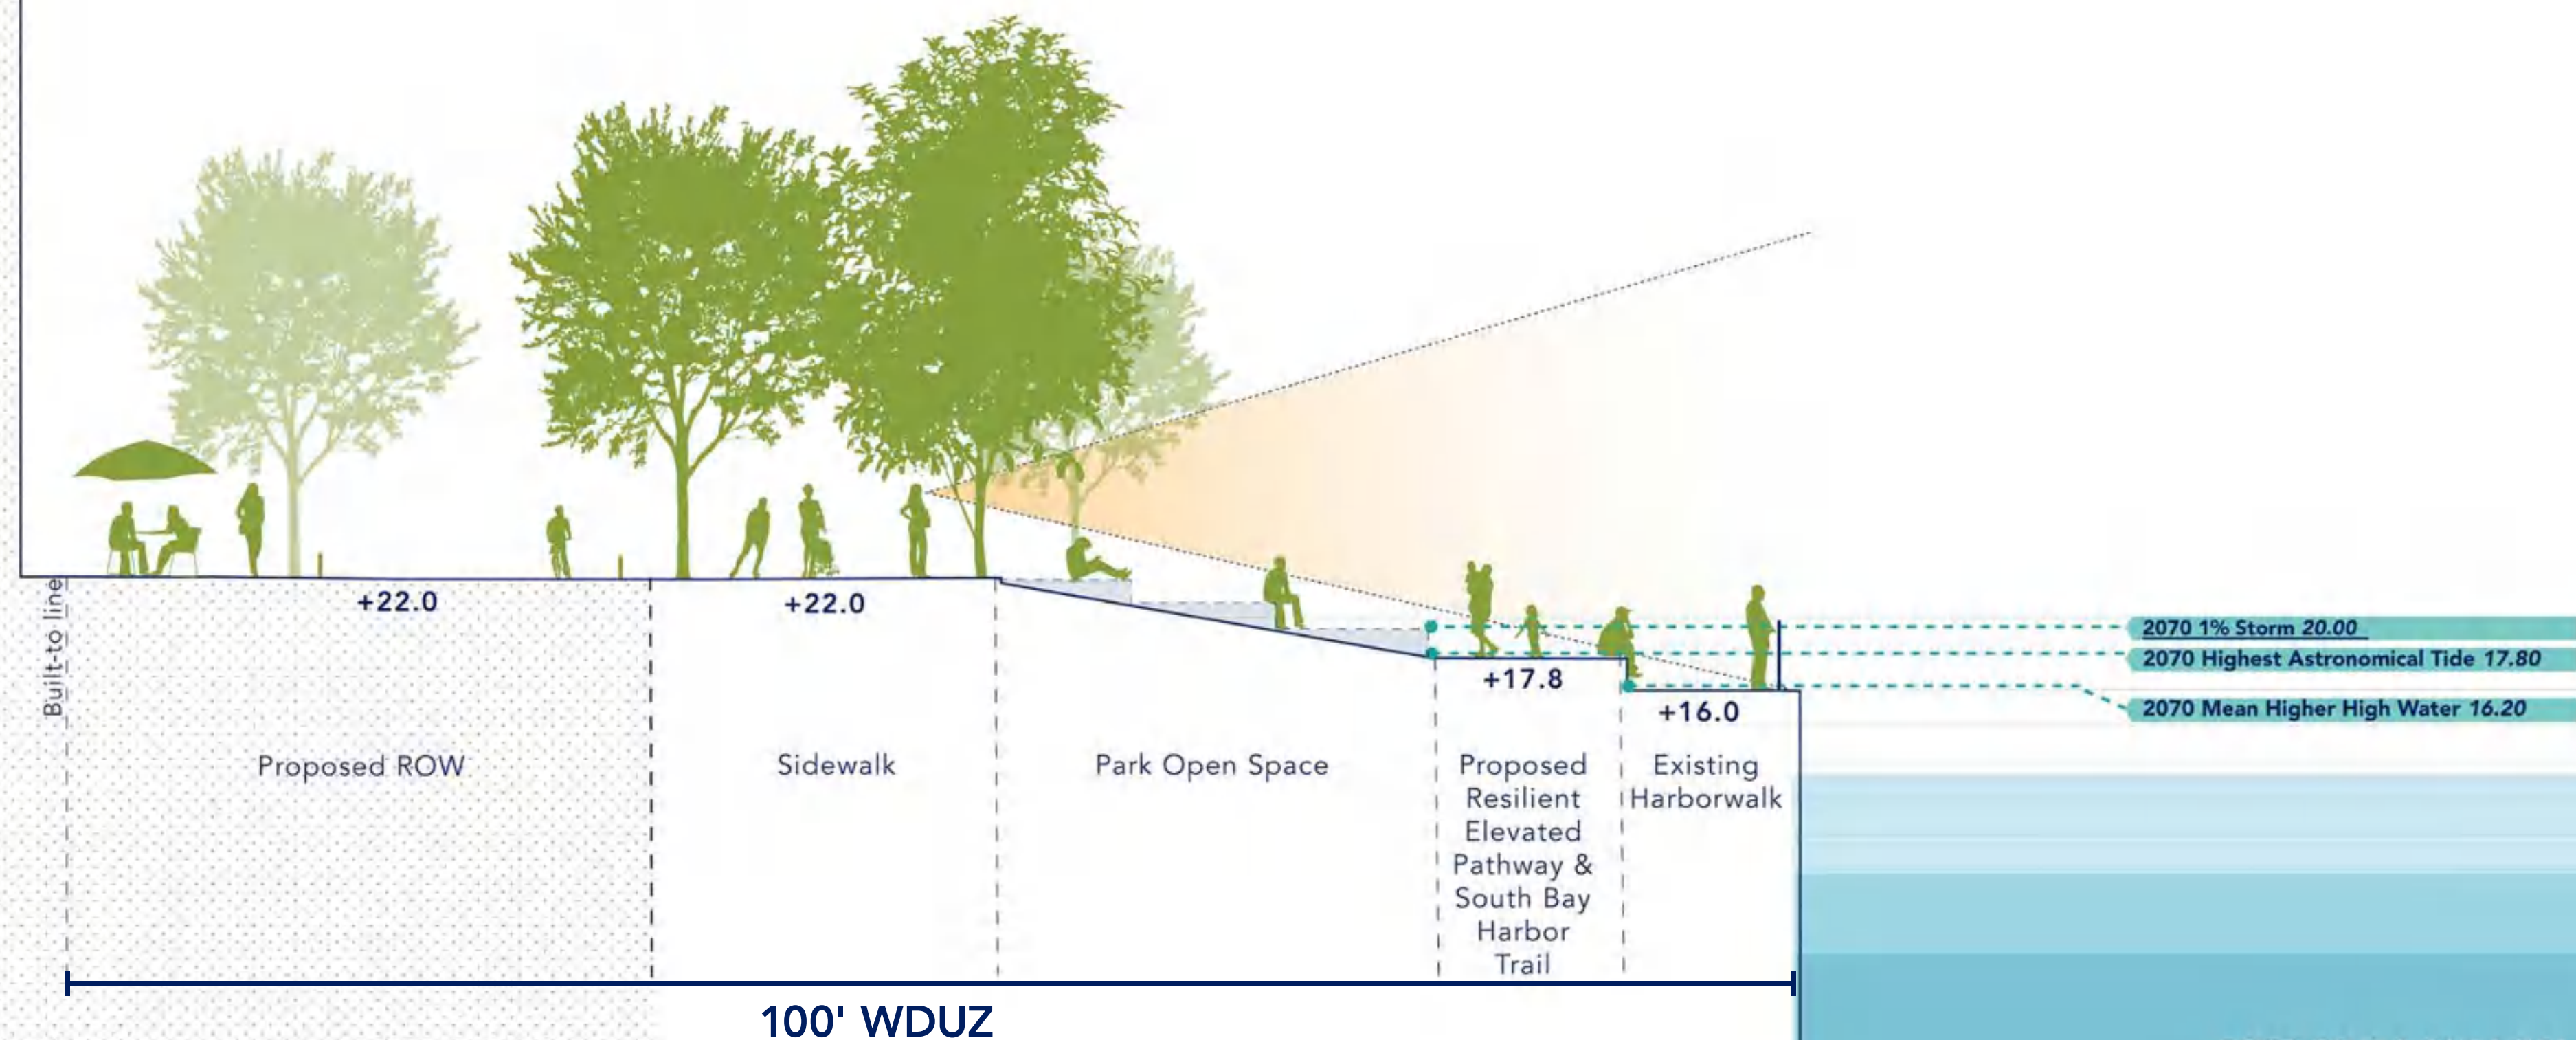 Built-to line
+22.0
+22.0
+17.8
+16.0
2070 1% Storm 20.00
2070 Highest Astronomical Tide 17.80
2070 Mean Higher High Water 16.20
Proposed ROW
Sidewalk
Park Open Space
Proposed
Resilient
Elevated
Pathway &
South Bay
Harbor
Trail
Existing
Harborwalk
100' WDUZ